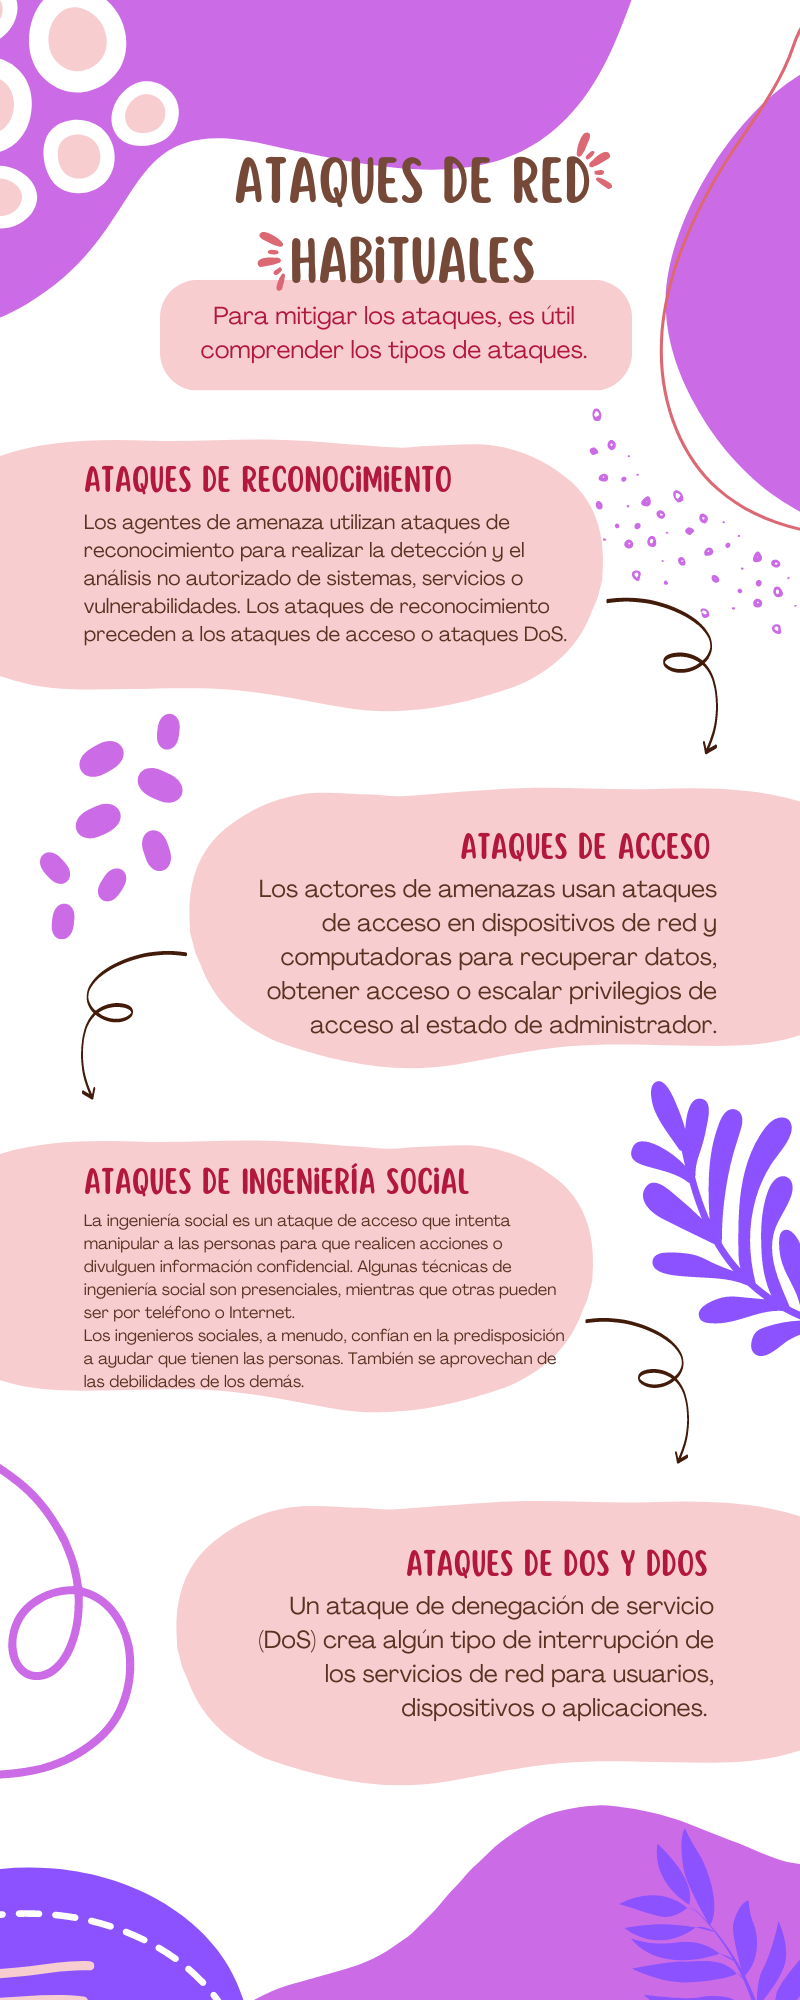 ATAQUES DE RED
HABITUALES
Para mitigar los ataques, es útil
comprender los tipos de ataques.
ATAQUES DE RECONOCIMIENTO
Los agentes de amenaza utilizan ataques de
reconocimiento para realizar la detección y el
análisis no autorizado de sistemas, servicios o
vulnerabilidades. Los ataques de reconocimiento
preceden a los ataques de acceso o ataques DoS.
ATAQUES DE ACCESO
Los actores de amenazas usan ataques
de acceso en dispositivos de red y
computadoras para recuperar datos,
obtener acceso o escalar privilegios de
acceso al estado de administrador.
ATAQUES DE INGENIERÍA SOCIAL
La ingeniería social es un ataque de acceso que intenta
manipular a las personas para que realicen acciones o
divulguen información confidencial. Algunas técnicas de
ingeniería social son presenciales, mientras que otras pueden
ser por teléfono o Internet.
Los ingenieros sociales, a menudo, confían en la predisposición
a ayudar que tienen las personas. También se aprovechan de
las debilidades de los demás.
ATAQUES DE DOS Y DDOS
Un ataque de denegación de servicio
(DoS) crea algún tipo de interrupción de
los servicios de red para usuarios,
dispositivos o aplicaciones.